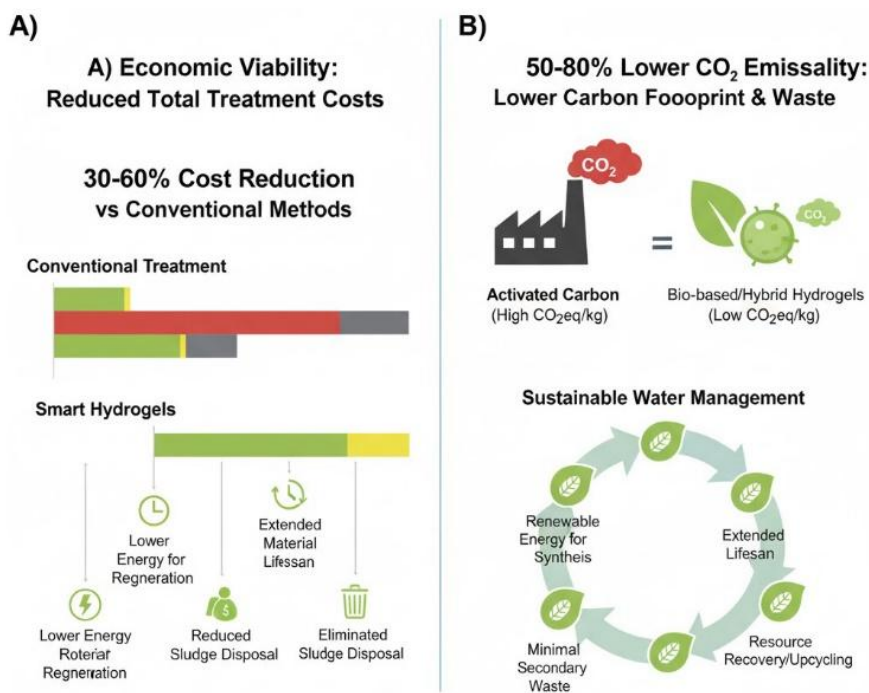 A)
A) Economic Viability:
Reduced Total Treatment Costs
30-60% Cost Reduction
vs Conventional Methods
Conventional Treatment
Smart Hydrogels
Lower
Energy for
Regneration
Extended
Material
Lifessan
Lower Energy
Roterat
Regneration
Reduced
Sludge Disposal
$
Eliminated
Sludge Disposal
B)
50-80% Lower CO₂ Emissality:
Lower Carbon Foooprint & Waste
CO₂
CO₂
=
Activated Carbon
(High CO2eq/kg)
Bio-based/Hybrid Hydrogels
(Low CO2eq/kg)
Sustainable Water Management
Renewable
Energy for
Syntheis
Extended
Lifesan
Minimal
Secondary
Waste
Resource
Recovery/Upcycling